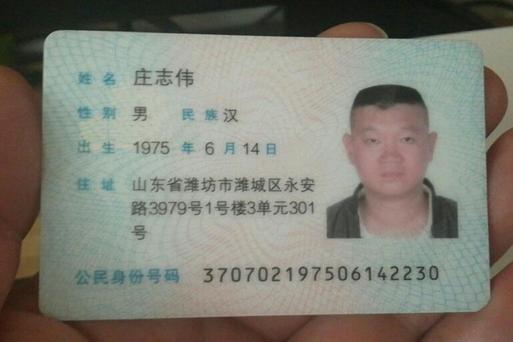 姓名 庄志伟
性别 男 民族 汉
出生 1975 年 6 月 14 日
住址 山东省潍坊市潍城区永安
路3979号1号楼3单元301
号
公民身份号码 370702197506142230